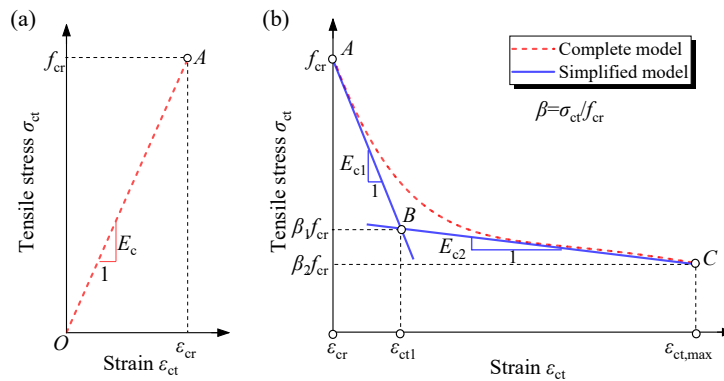 (a)
f_cr
A
Tensile stress σ_ct
E_c
1
O
ε_cr
Strain ε_ct
(b)
f_cr
A
Complete model
Simplified model
β=σ_ct/f_cr
Tensile stress σ_ct
E_c1
1
B
β_1f_cr
E_c2
1
C
β_2f_cr
ε_cr
ε_ct1
ε_ct,max
Strain ε_ct